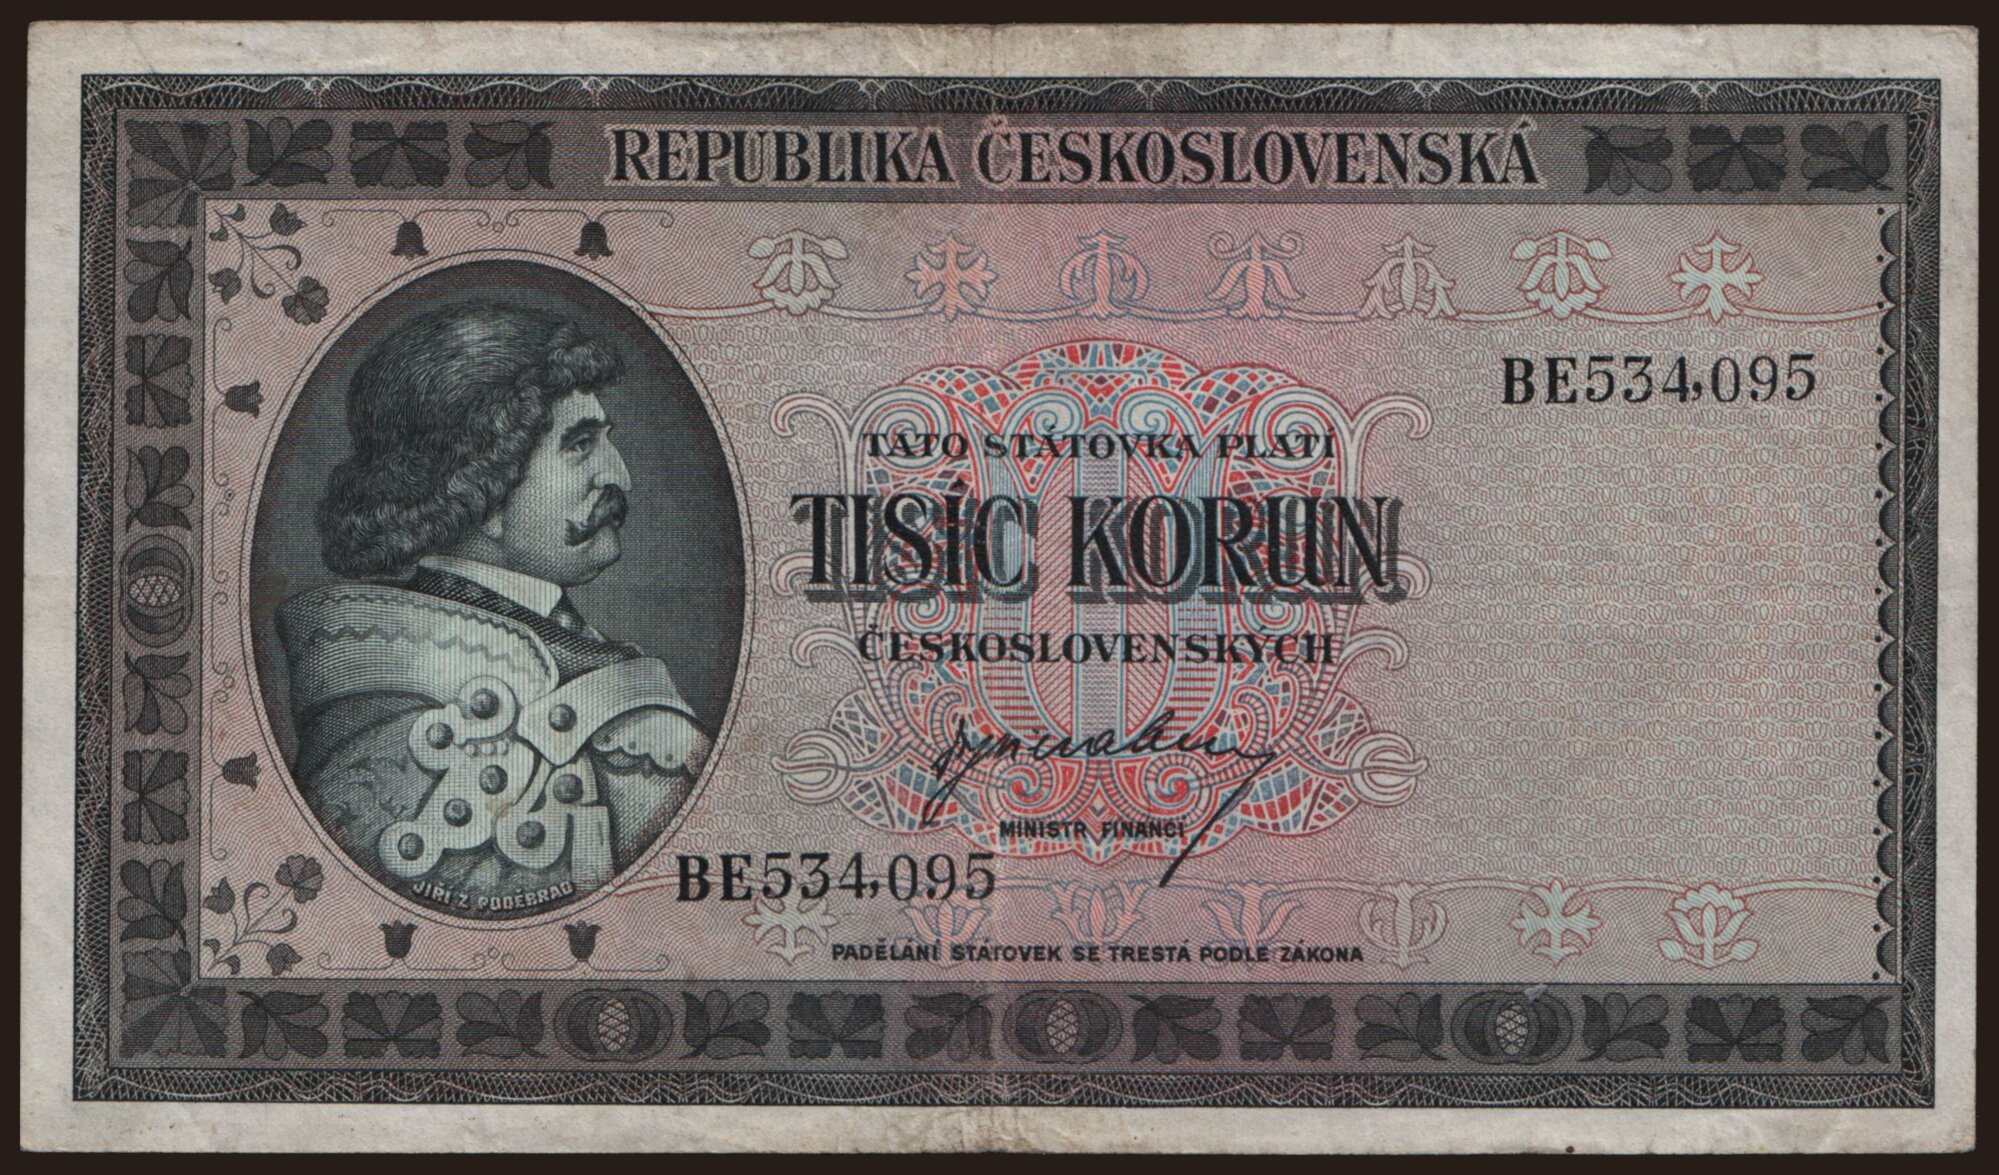 REPUBLIKA ČESKOSLOVENSKÁ
BE534,095
TATO STÁTOVKA PLATÍ
TISÍC KORUN
ČESKOSLOVENSKÝCH
MINISTR FINANCÍ
BE534,095
JIŘÍ Z PODĚBRAD
PADĚLÁNÍ STÁTOVEK SE TRESTÁ PODLE ZÁKONA